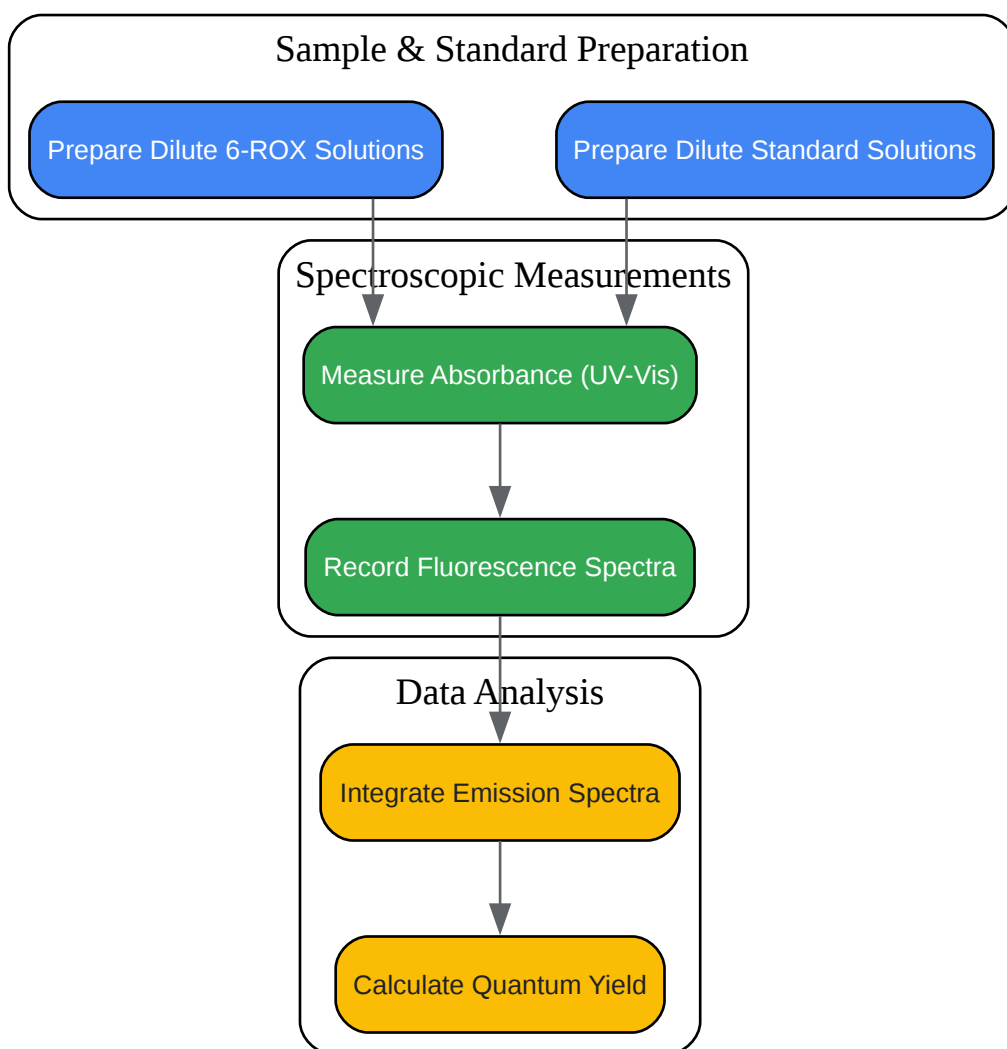 Sample & Standard Preparation
Prepare Dilute 6-ROX Solutions
Prepare Dilute Standard Solutions
Spectroscopic Measurements
Measure Absorbance (UV-Vis)
Record Fluorescence Spectra
Data Analysis
Integrate Emission Spectra
Calculate Quantum Yield